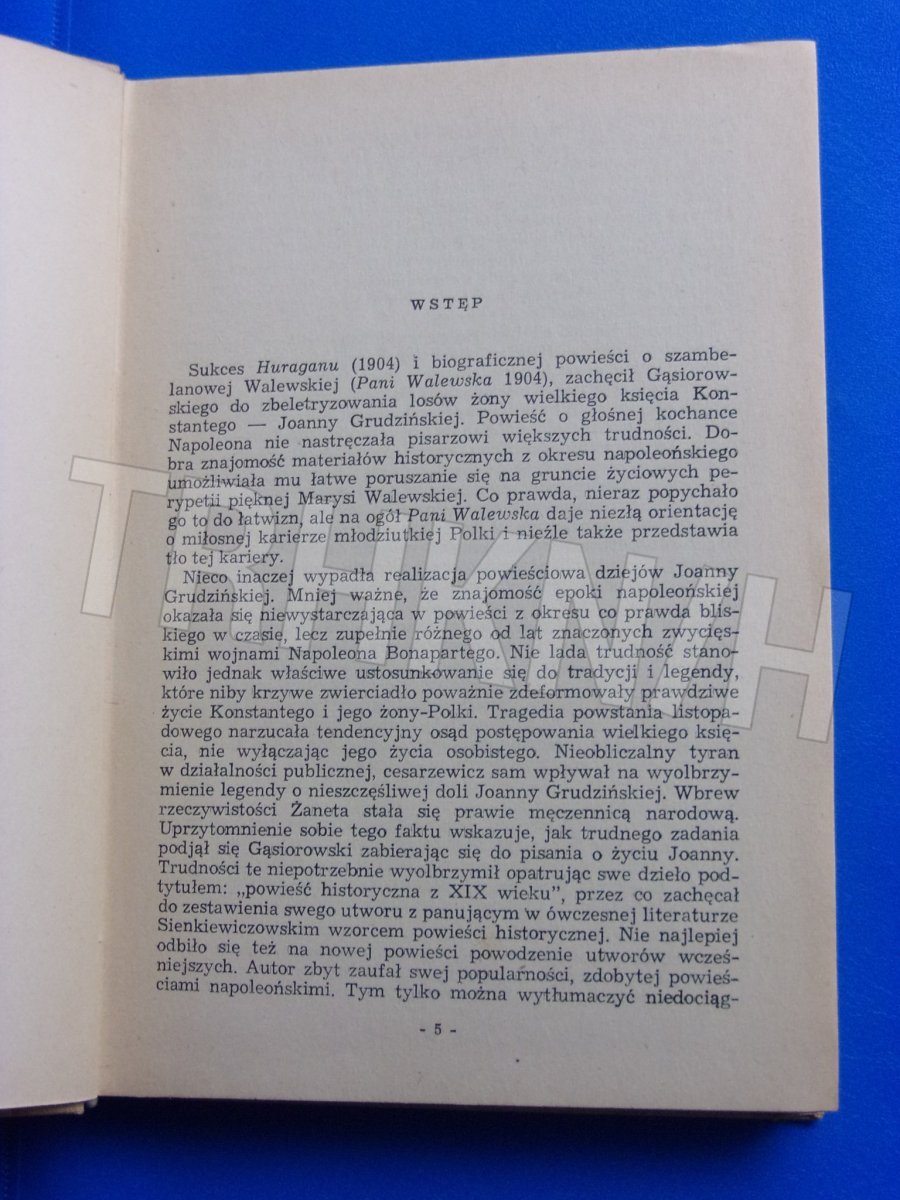 WSTĘP
Sukces Huraganu (1904) i biograficznej powieści o szambe-
lanowej Walewskiej (Pani Walewska 1904), zachęcił Gąsiorow-
skiego do zbeletryzowania losów żony wielkiego księcia Kon-
stantego — Joanny Grudzińskiej. Powieść o głośnej kochance
Napoleona nie nastręczała pisarzowi większych trudności. Do-
bra znajomość materiałów historycznych z okresu napoleońskiego
umożliwiała mu łatwe poruszanie się na gruncie życiowych pe-
rypetii pięknej Marysi Walewskiej. Co prawda, nieraz popychało
go to do łatwizn, ale na ogół Pani Walewska daje niezłą orientację
o miłosnej karierze młodziutkiej Polki i nieźle także przedstawia
tło tej kariery.
Nieco inaczej wypadła realizacja powieściowa dziejów Joanny
Grudzińskiej. Mniej ważne, że znajomość epoki napoleońskiej
okazała się niewystarczająca w powieści z okresu co prawda blis-
kiego w czasie, lecz zupełnie różnego od lat znaczonych zwycięs-
kimi wojnami Napoleona Bonapartego. Nie lada trudność stano-
wiło jednak właściwe ustosunkowanie się do tradycji i legendy,
które niby krzywe zwierciadło poważnie zdeformowały prawdziwe
życie Konstantego i jego żony-Polki. Tragedia powstania listopa-
dowego narzucała tendencyjny osąd postępowania wielkiego księ-
cia, nie wyłączając jego życia osobistego. Nieobliczalny tyran
w działalności publicznej, cesarzewicz sam wpływał na wyolbrzy-
mienie legendy o nieszczęśliwej doli Joanny Grudzińskiej. Wbrew
rzeczywistości Żaneta stała się prawie męczennicą narodową.
Uprzytomnienie sobie tego faktu wskazuje, jak trudnego zadania
podjął się Gąsiorowski zabierając się do pisania o życiu Joanny.
Trudności te niepotrzebnie wyolbrzymił opatrując swe dzieło pod-
tytułem: „powieść historyczna z XIX wieku”, przez co zachęcał
do zestawienia swego utworu z panującym w ówczesnej literaturze
Sienkiewiczowskim wzorcem powieści historycznej. Nie najlepiej
odbiło się też na nowej powieści powodzenie utworów wcześ-
niejszych. Autor zbyt zaufał swej popularności, zdobytej powieś-
ciami napoleońskimi. Tym tylko można wytłumaczyć niedociąg-
- 5 -